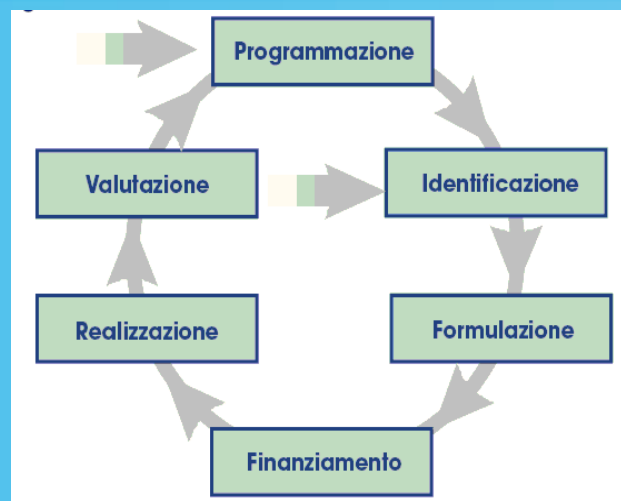 Programmazione
Valutazione
Identificazione
Realizzazione
Formulazione
Finanziamento